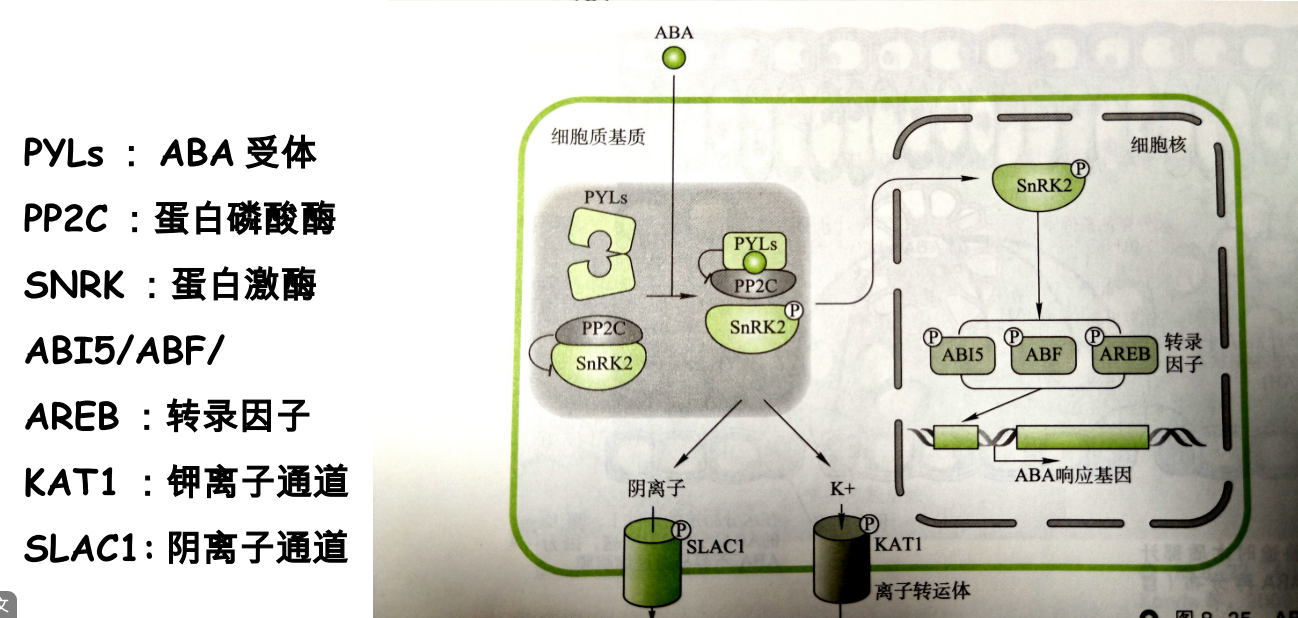 PYLs : ABA 受体
PP2C : 蛋白磷酸酶
SNRK : 蛋白激酶
ABI5/ABF/
AREB : 转录因子
KAT1 : 钾离子通道
SLAC1: 阴离子通道
文
ABA
细胞质基质
细胞核
PYLs
PP2C
SnRK2
PYLs
PP2C
SnRK2
P
SnRK2
P
P
ABI5
P
ABF
P
AREB
转录
因子
ABA响应基因
阴离子
K+
P
SLAC1
P
KAT1
离子转运体